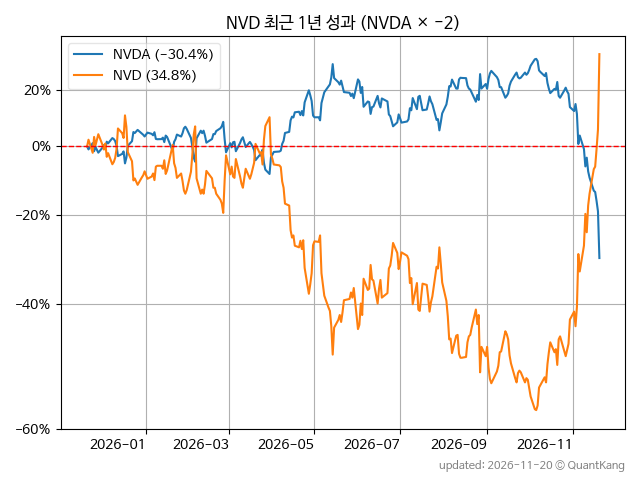 NVD 최근 1년 성과 (NVDA × −2)
NVDA (−30.4%)
NVD (34.8%)
20%
0%
−20%
−40%
−60%
2026-01
2026-03
2026-05
2026-07
2026-09
2026-11
updated: 2026-11-20 © QuantKang